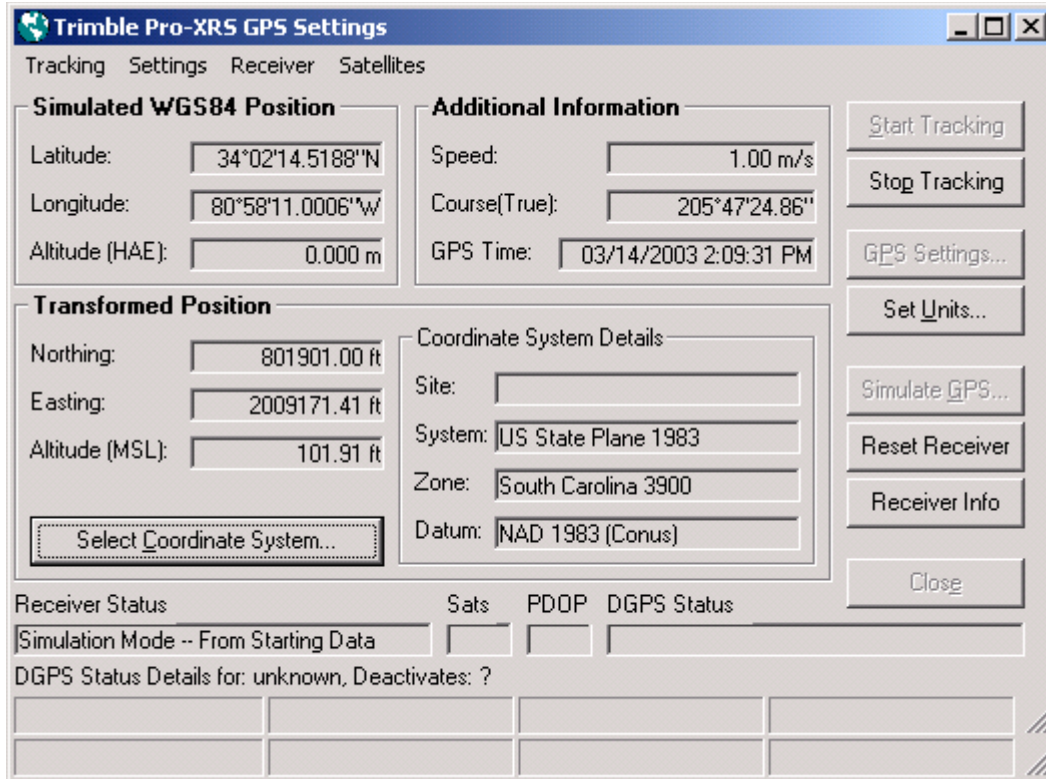 Trimble Pro-XRS GPS Settings
Tracking Settings Receiver Satellites
Simulated WGS84 Position
Latitude: 34°02'14.5188"N
Longitude: 80°58'11.0006"W
Altitude (HAE): 0.000 m
Additional Information
Speed: 1.00 m/s
Course(True): 205°47'24.86"
GPS Time: 03/14/2003 2:09:31 PM
Start Tracking
Stop Tracking
GPS Settings...
Set Units...
Transformed Position
Northing: 801901.00 ft
Easting: 2009171.41 ft
Altitude (MSL): 101.91 ft
Select Coordinate System...
Coordinate System Details
Site:
System: US State Plane 1983
Zone: South Carolina 3900
Datum: NAD 1983 (Conus)
Simulate GPS...
Reset Receiver
Receiver Info
Close
Receiver Status Sats PDOP DGPS Status
Simulation Mode -- From Starting Data
DGPS Status Details for: unknown, Deactivates: ?